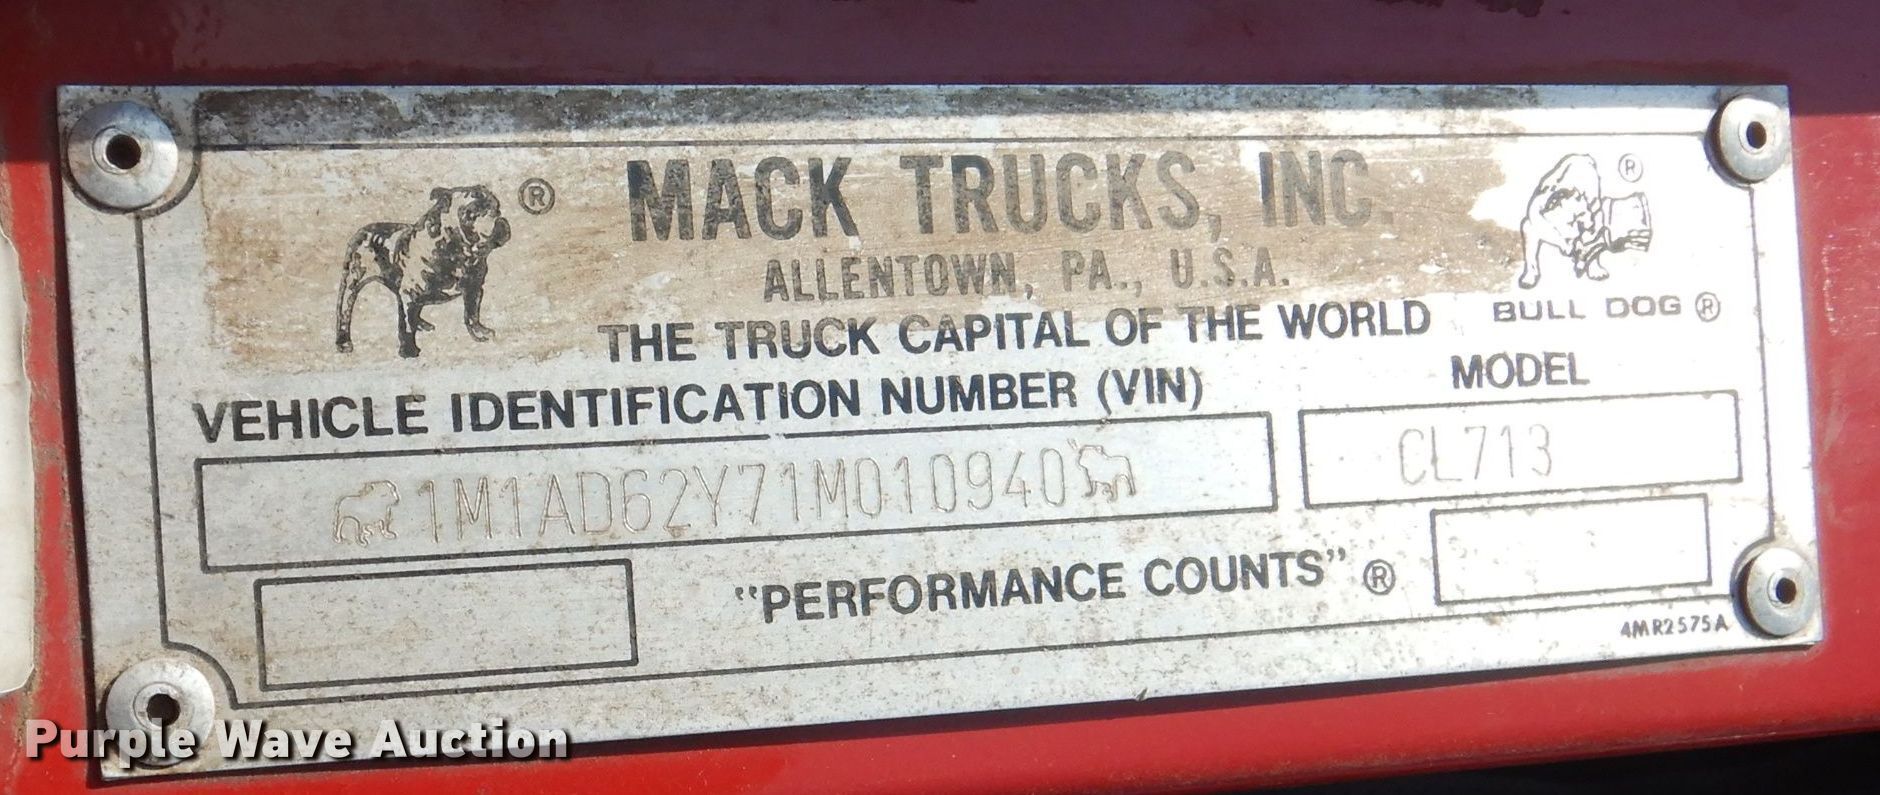 MACK TRUCKS, INC.
ALLENTOWN, PA., U.S.A.
THE TRUCK CAPITAL OF THE WORLD
BULL DOG ®
VEHICLE IDENTIFICATION NUMBER (VIN)
MODEL
1M1AD62Y71M010940
CL713
"PERFORMANCE COUNTS" ®
4MR2575A
Purple Wave Auction